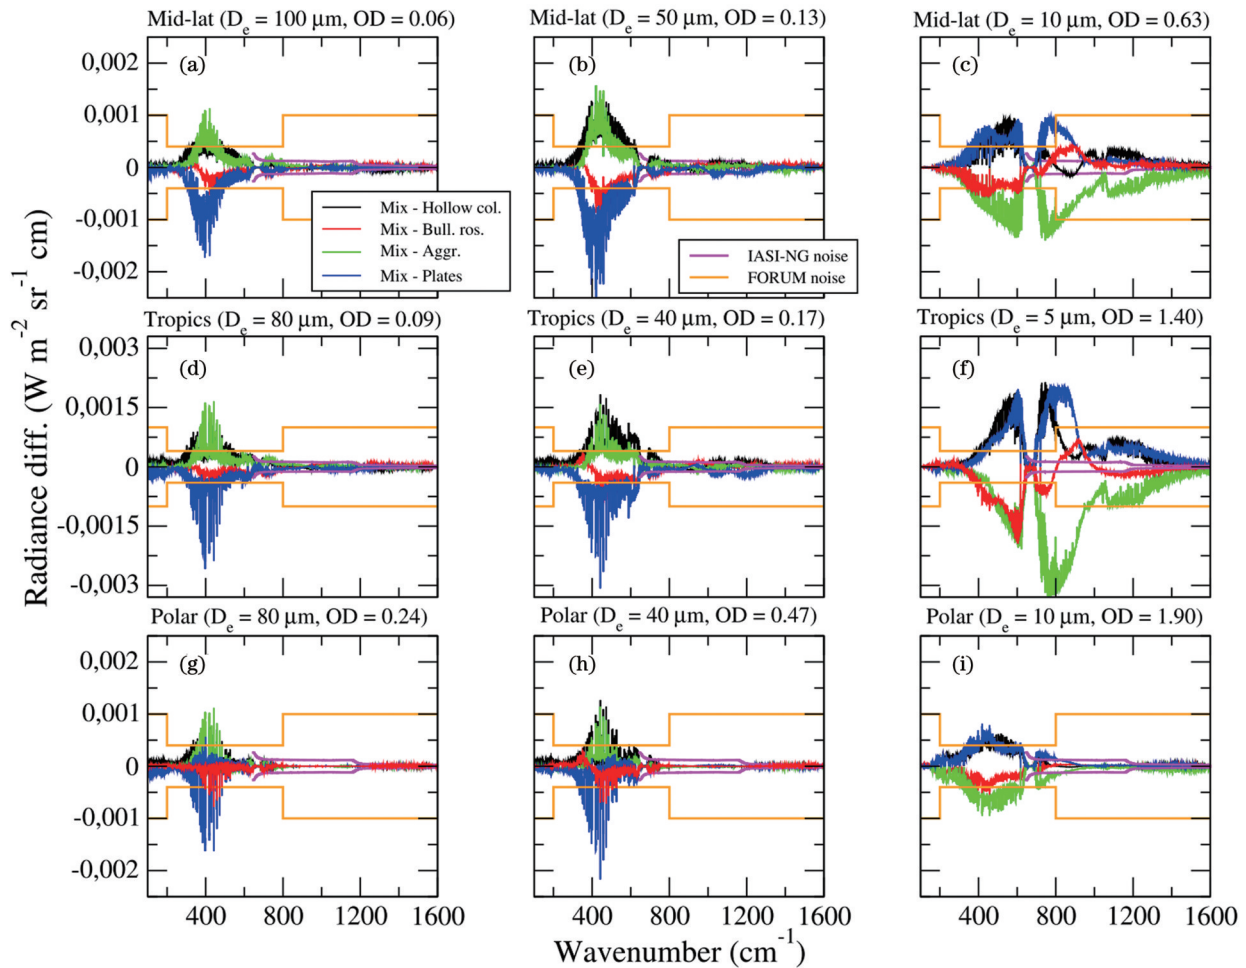 Mid-lat (De = 100 µm, OD = 0.06)
Mid-lat (De = 50 µm, OD = 0.13)
Mid-lat (De = 10 µm, OD = 0.63)
(a)
(b)
(c)
0,002
0,001
0
-0,001
-0,002
Mix - Hollow col.
Mix - Bull. ros.
Mix - Aggr.
Mix - Plates
IASI-NG noise
FORUM noise
Tropics (De = 80 µm, OD = 0.09)
Tropics (De = 40 µm, OD = 0.17)
Tropics (De = 5 µm, OD = 1.40)
(d)
(e)
(f)
0,003
0,0015
0
-0,0015
-0,003
Radiance diff. (W m-2 sr-1 cm)
Polar (De = 80 µm, OD = 0.24)
Polar (De = 40 µm, OD = 0.47)
Polar (De = 10 µm, OD = 1.90)
(g)
(h)
(i)
0,002
0,001
0
-0,001
-0,002
400 800 1200 1600
400 800 1200 1600
400 800 1200 1600
Wavenumber (cm-1)